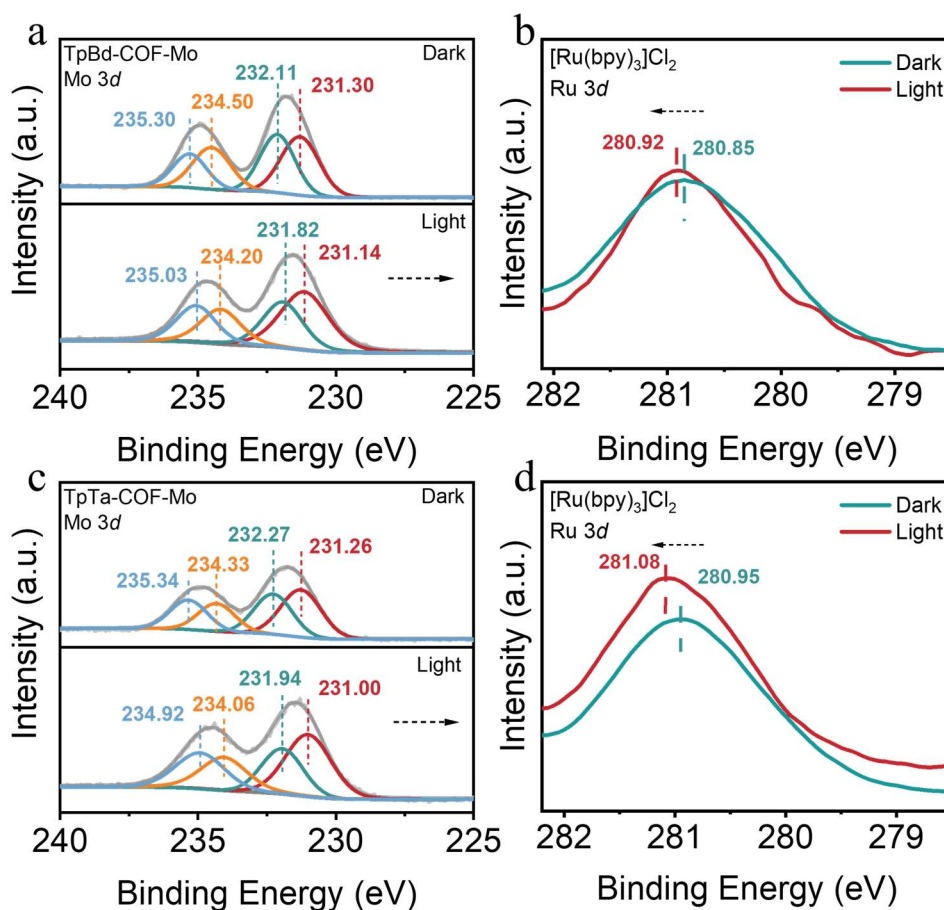 a
TpBd-COF-Mo
Mo 3d
Dark
235.30
234.50
232.11
231.30
Light
235.03
234.20
231.82
231.14
Intensity (a.u.)
240 235 230 225
Binding Energy (eV)
b
[Ru(bpy)3]Cl2
Ru 3d
Dark
Light
280.92
280.85
Intensity (a.u.)
282 281 280 279
Binding Energy (eV)
c
TpTa-COF-Mo
Mo 3d
Dark
235.34
234.33
232.27
231.26
Light
234.92
234.06
231.94
231.00
Intensity (a.u.)
240 235 230 225
Binding Energy (eV)
d
[Ru(bpy)3]Cl2
Ru 3d
Dark
Light
281.08
280.95
Intensity (a.u.)
282 281 280 279
Binding Energy (eV)